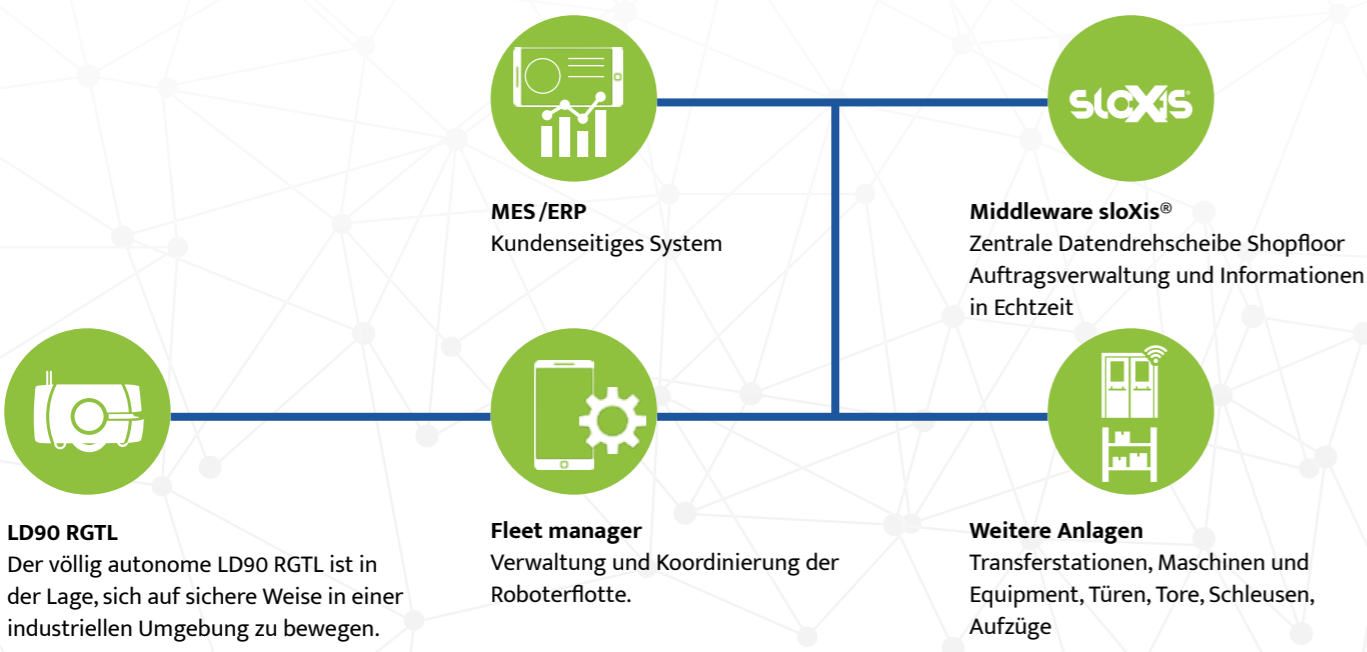 sloXis®
MES/ERP
Kundenseitiges System
Middleware sloXis®
Zentrale Datendrehscheibe Shopfloor
Auftragsverwaltung und Informationen
in Echtzeit
LD90 RGTL
Der völlig autonome LD90 RGTL ist in
der Lage, sich auf sichere Weise in einer
industriellen Umgebung zu bewegen.
Fleet manager
Verwaltung und Koordinierung der
Roboterflotte.
Weitere Anlagen
Transferstationen, Maschinen und
Equipment, Türen, Tore, Schleusen,
Aufzüge